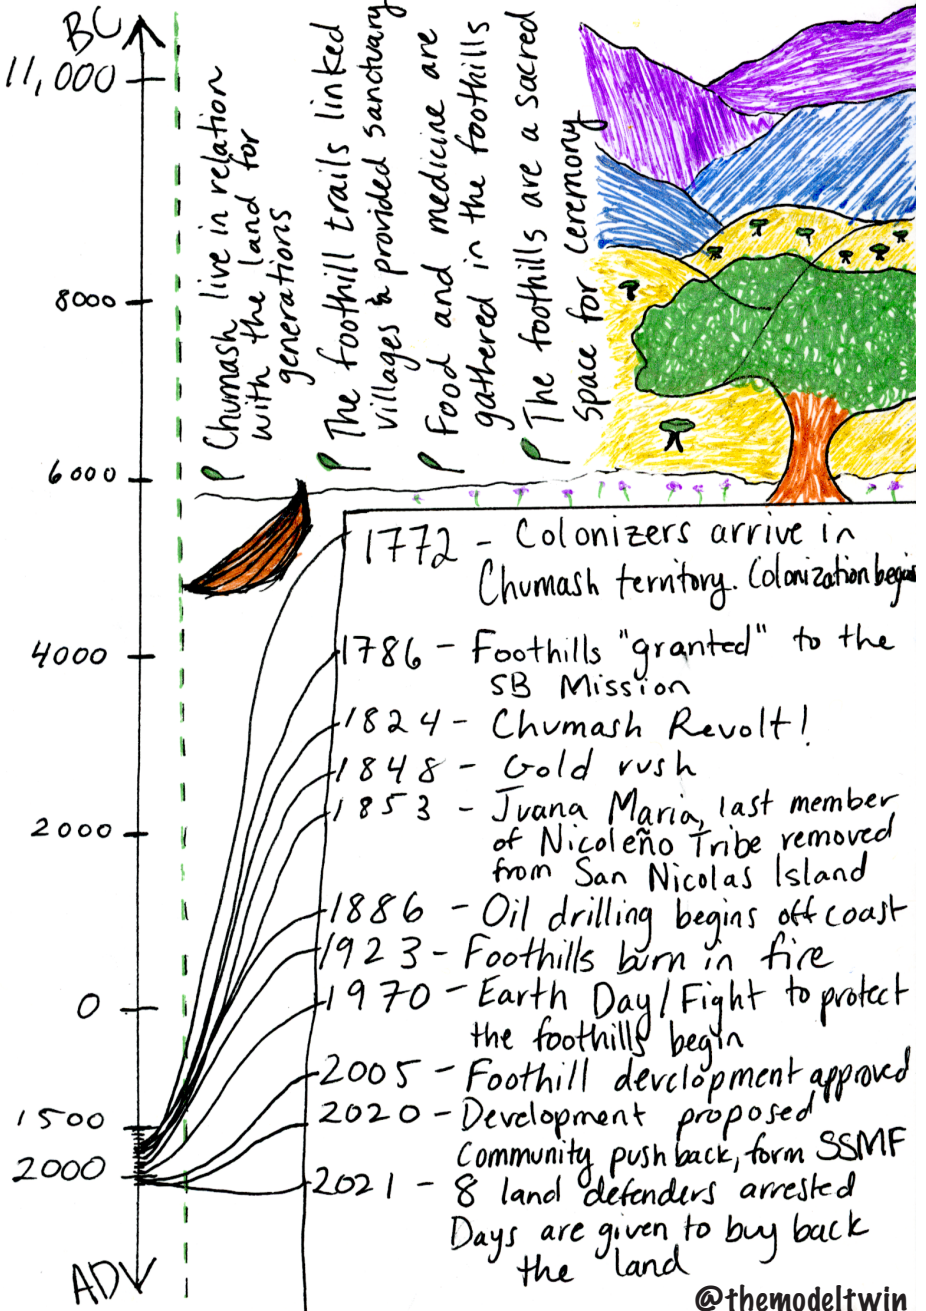 BC
11,000
8000
6000
4000
2000
0
1500
2000
AD
Chumash live in relation
with the land for
generations
The foothill trails linked
villages & provided sanctuary
Food and medicine are
gathered in the foothills
The foothills are a sacred
space for ceremony
1772 - Colonizers arrive in
Chumash territory. Colonization begins
1786 - Foothills "granted" to the
SB Mission
1824 - Chumash Revolt!
1848 - Gold rush
1853 - Juana Maria, last member
of Nicoleño Tribe removed
from San Nicolas Island
1886 - Oil drilling begins off coast
1923 - Foothills burn in fire
1970 - Earth Day/Fight to protect
the foothills begin
2005 - Foothill development approved
2020 - Development proposed
Community pushback, form SSMF
2021 - 8 land defenders arrested
Days are given to buy back
the land
@themodeltwin